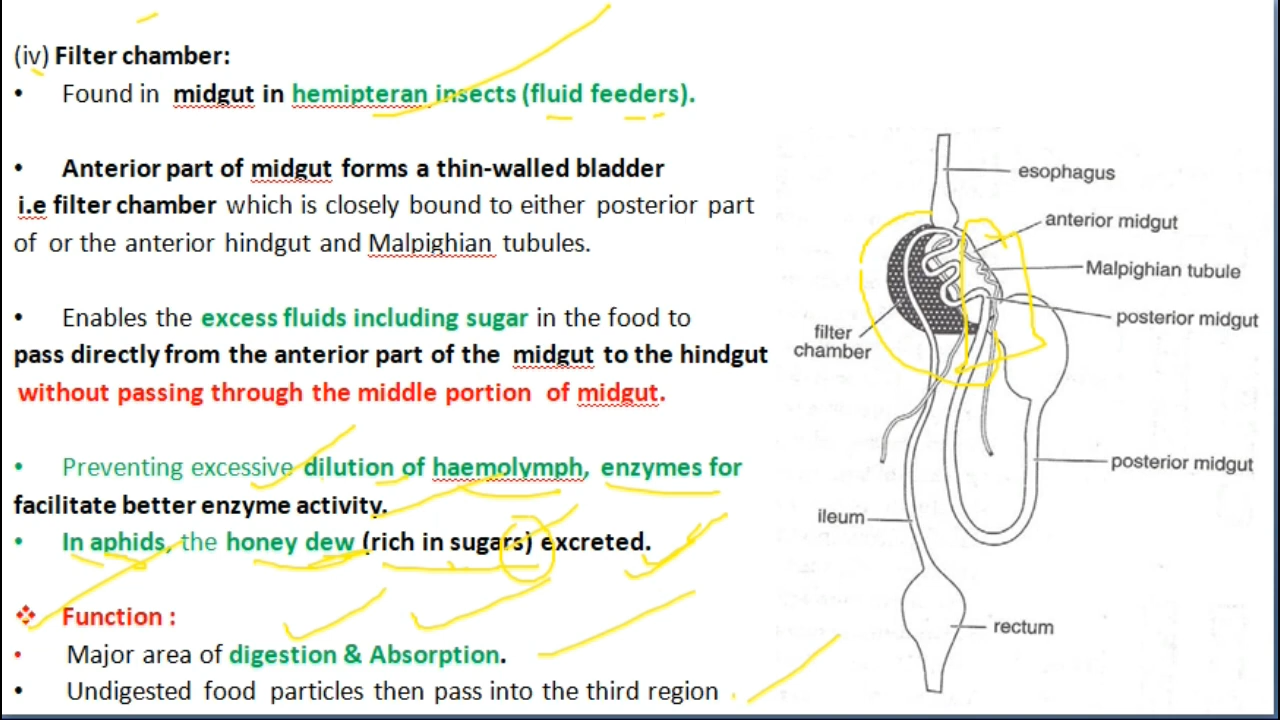 (iv) Filter chamber:
• Found in midgut in hemipteran insects (fluid feeders).
• Anterior part of midgut forms a thin-walled bladder
i.e filter chamber which is closely bound to either posterior part
of or the anterior hindgut and Malpighian tubules.
• Enables the excess fluids including sugar in the food to
pass directly from the anterior part of the midgut to the hindgut
without passing through the middle portion of midgut.
• Preventing excessive dilution of haemolymph, enzymes for
facilitate better enzyme activity.
• In aphids, the honey dew (rich in sugars) excreted.
❖ Function :
• Major area of digestion & Absorption.
• Undigested food particles then pass into the third region .
esophagus
anterior midgut
Malpighian tubule
posterior midgut
filter
chamber
posterior midgut
ileum
rectum